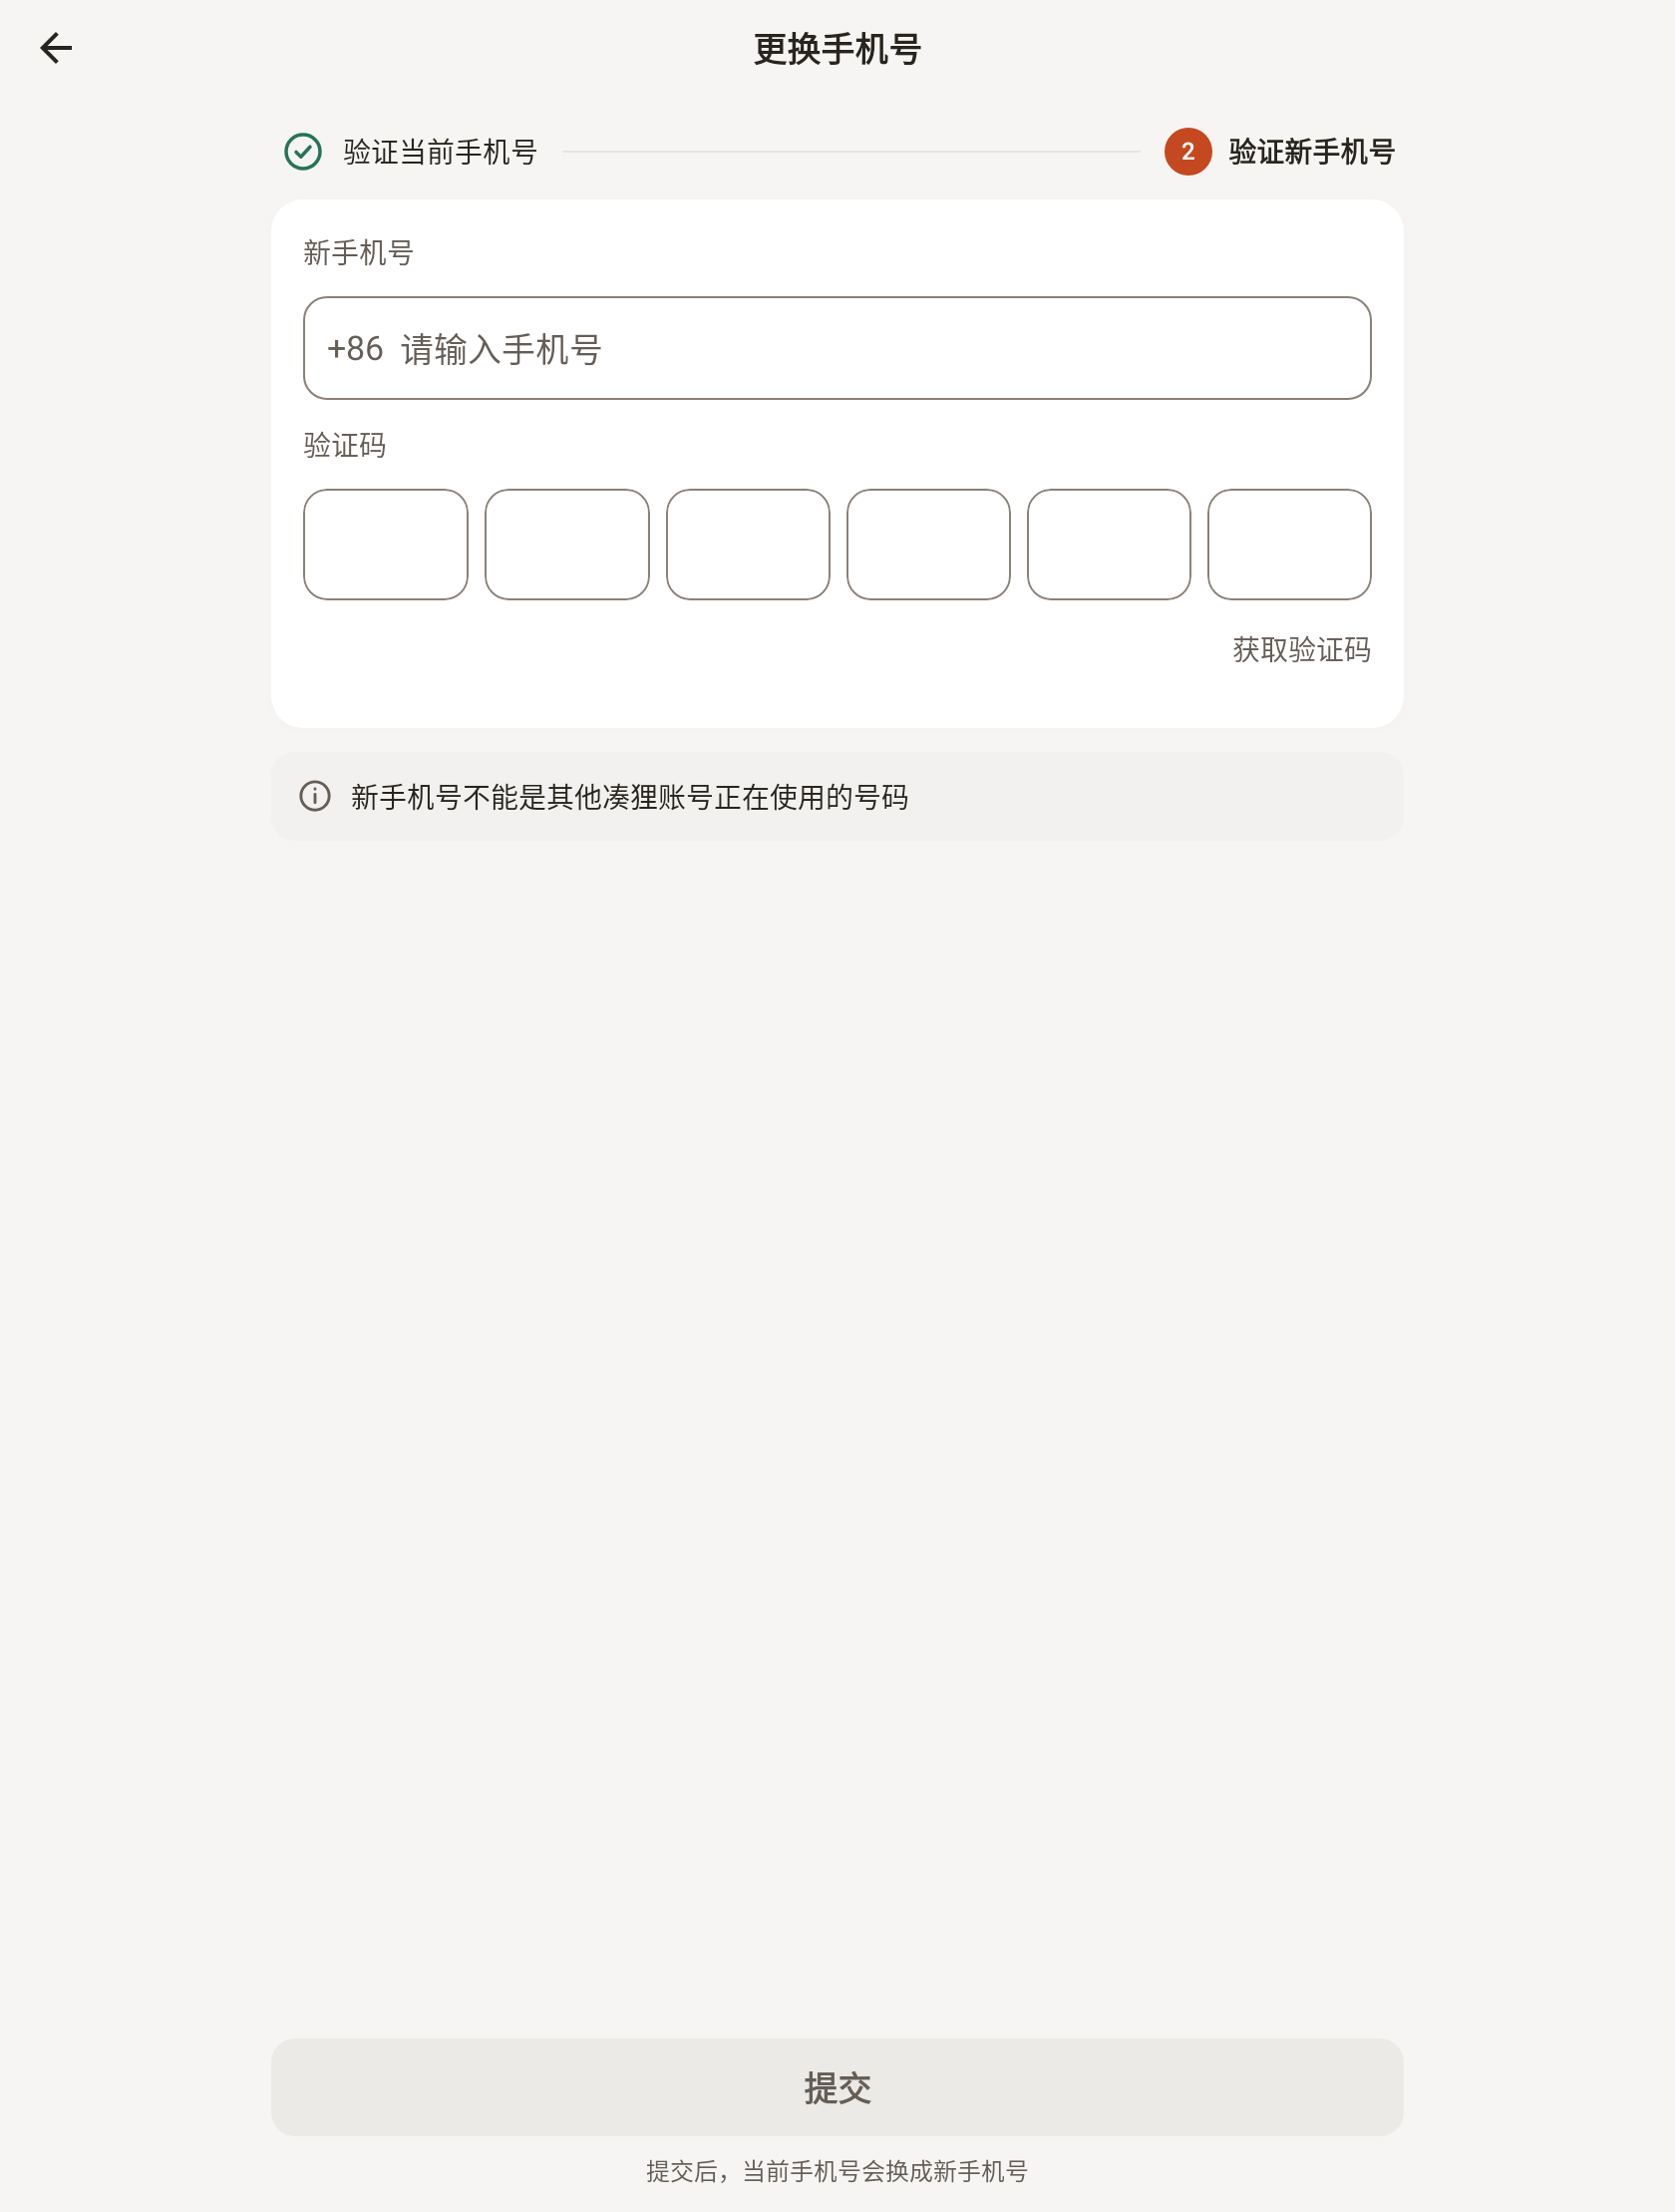 更换手机号
验证当前手机号
2 验证新手机号
新手机号
+86 请输入手机号
验证码
获取验证码
新手机号不能是其他凑狸账号正在使用的号码
提交
提交后，当前手机号会换成新手机号